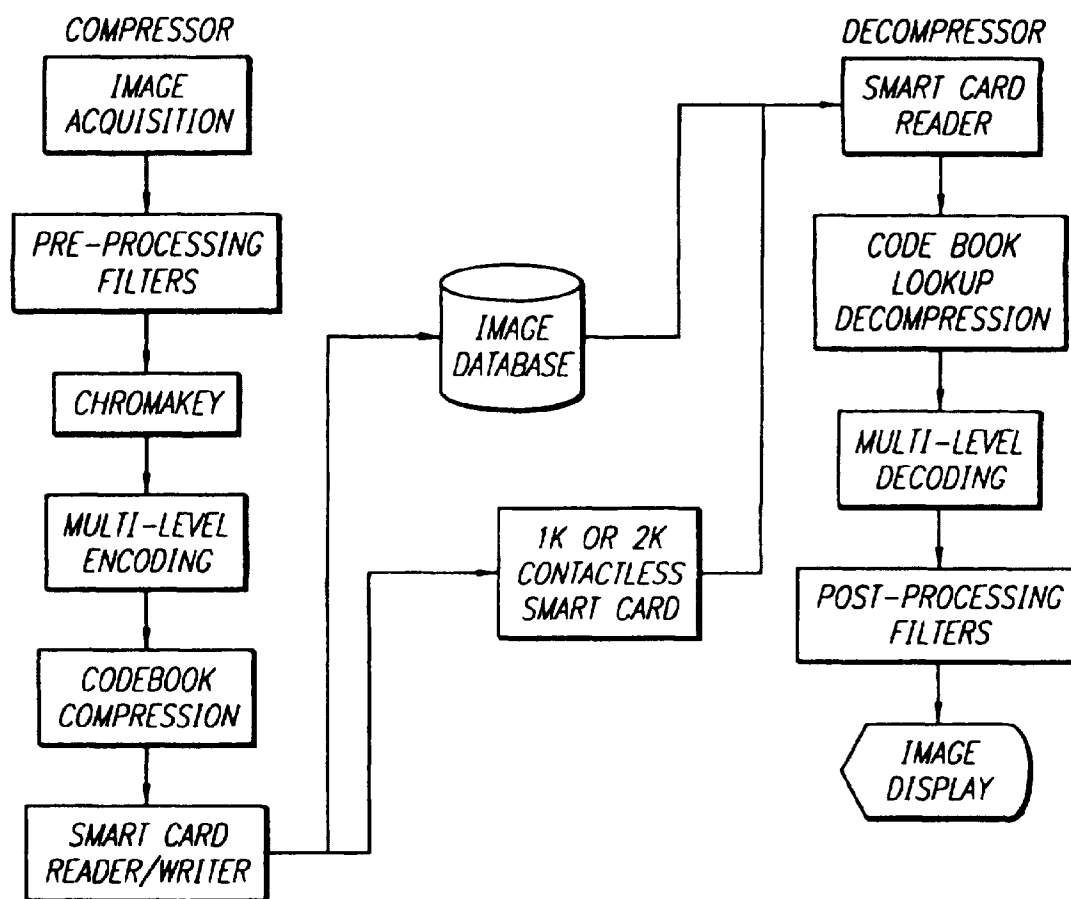 COMPRESSOR
IMAGE
ACQUISITION
PRE-PROCESSING
FILTERS
CHROMAKEY
MULTI-LEVEL
ENCODING
CODEBOOK
COMPRESSION
SMART CARD
READER/WRITER
IMAGE
DATABASE
1K OR 2K
CONTACTLESS
SMART CARD
DECOMPRESSOR
SMART CARD
READER
CODE BOOK
LOOKUP
DECOMPRESSION
MULTI-LEVEL
DECODING
POST-PROCESSING
FILTERS
IMAGE
DISPLAY